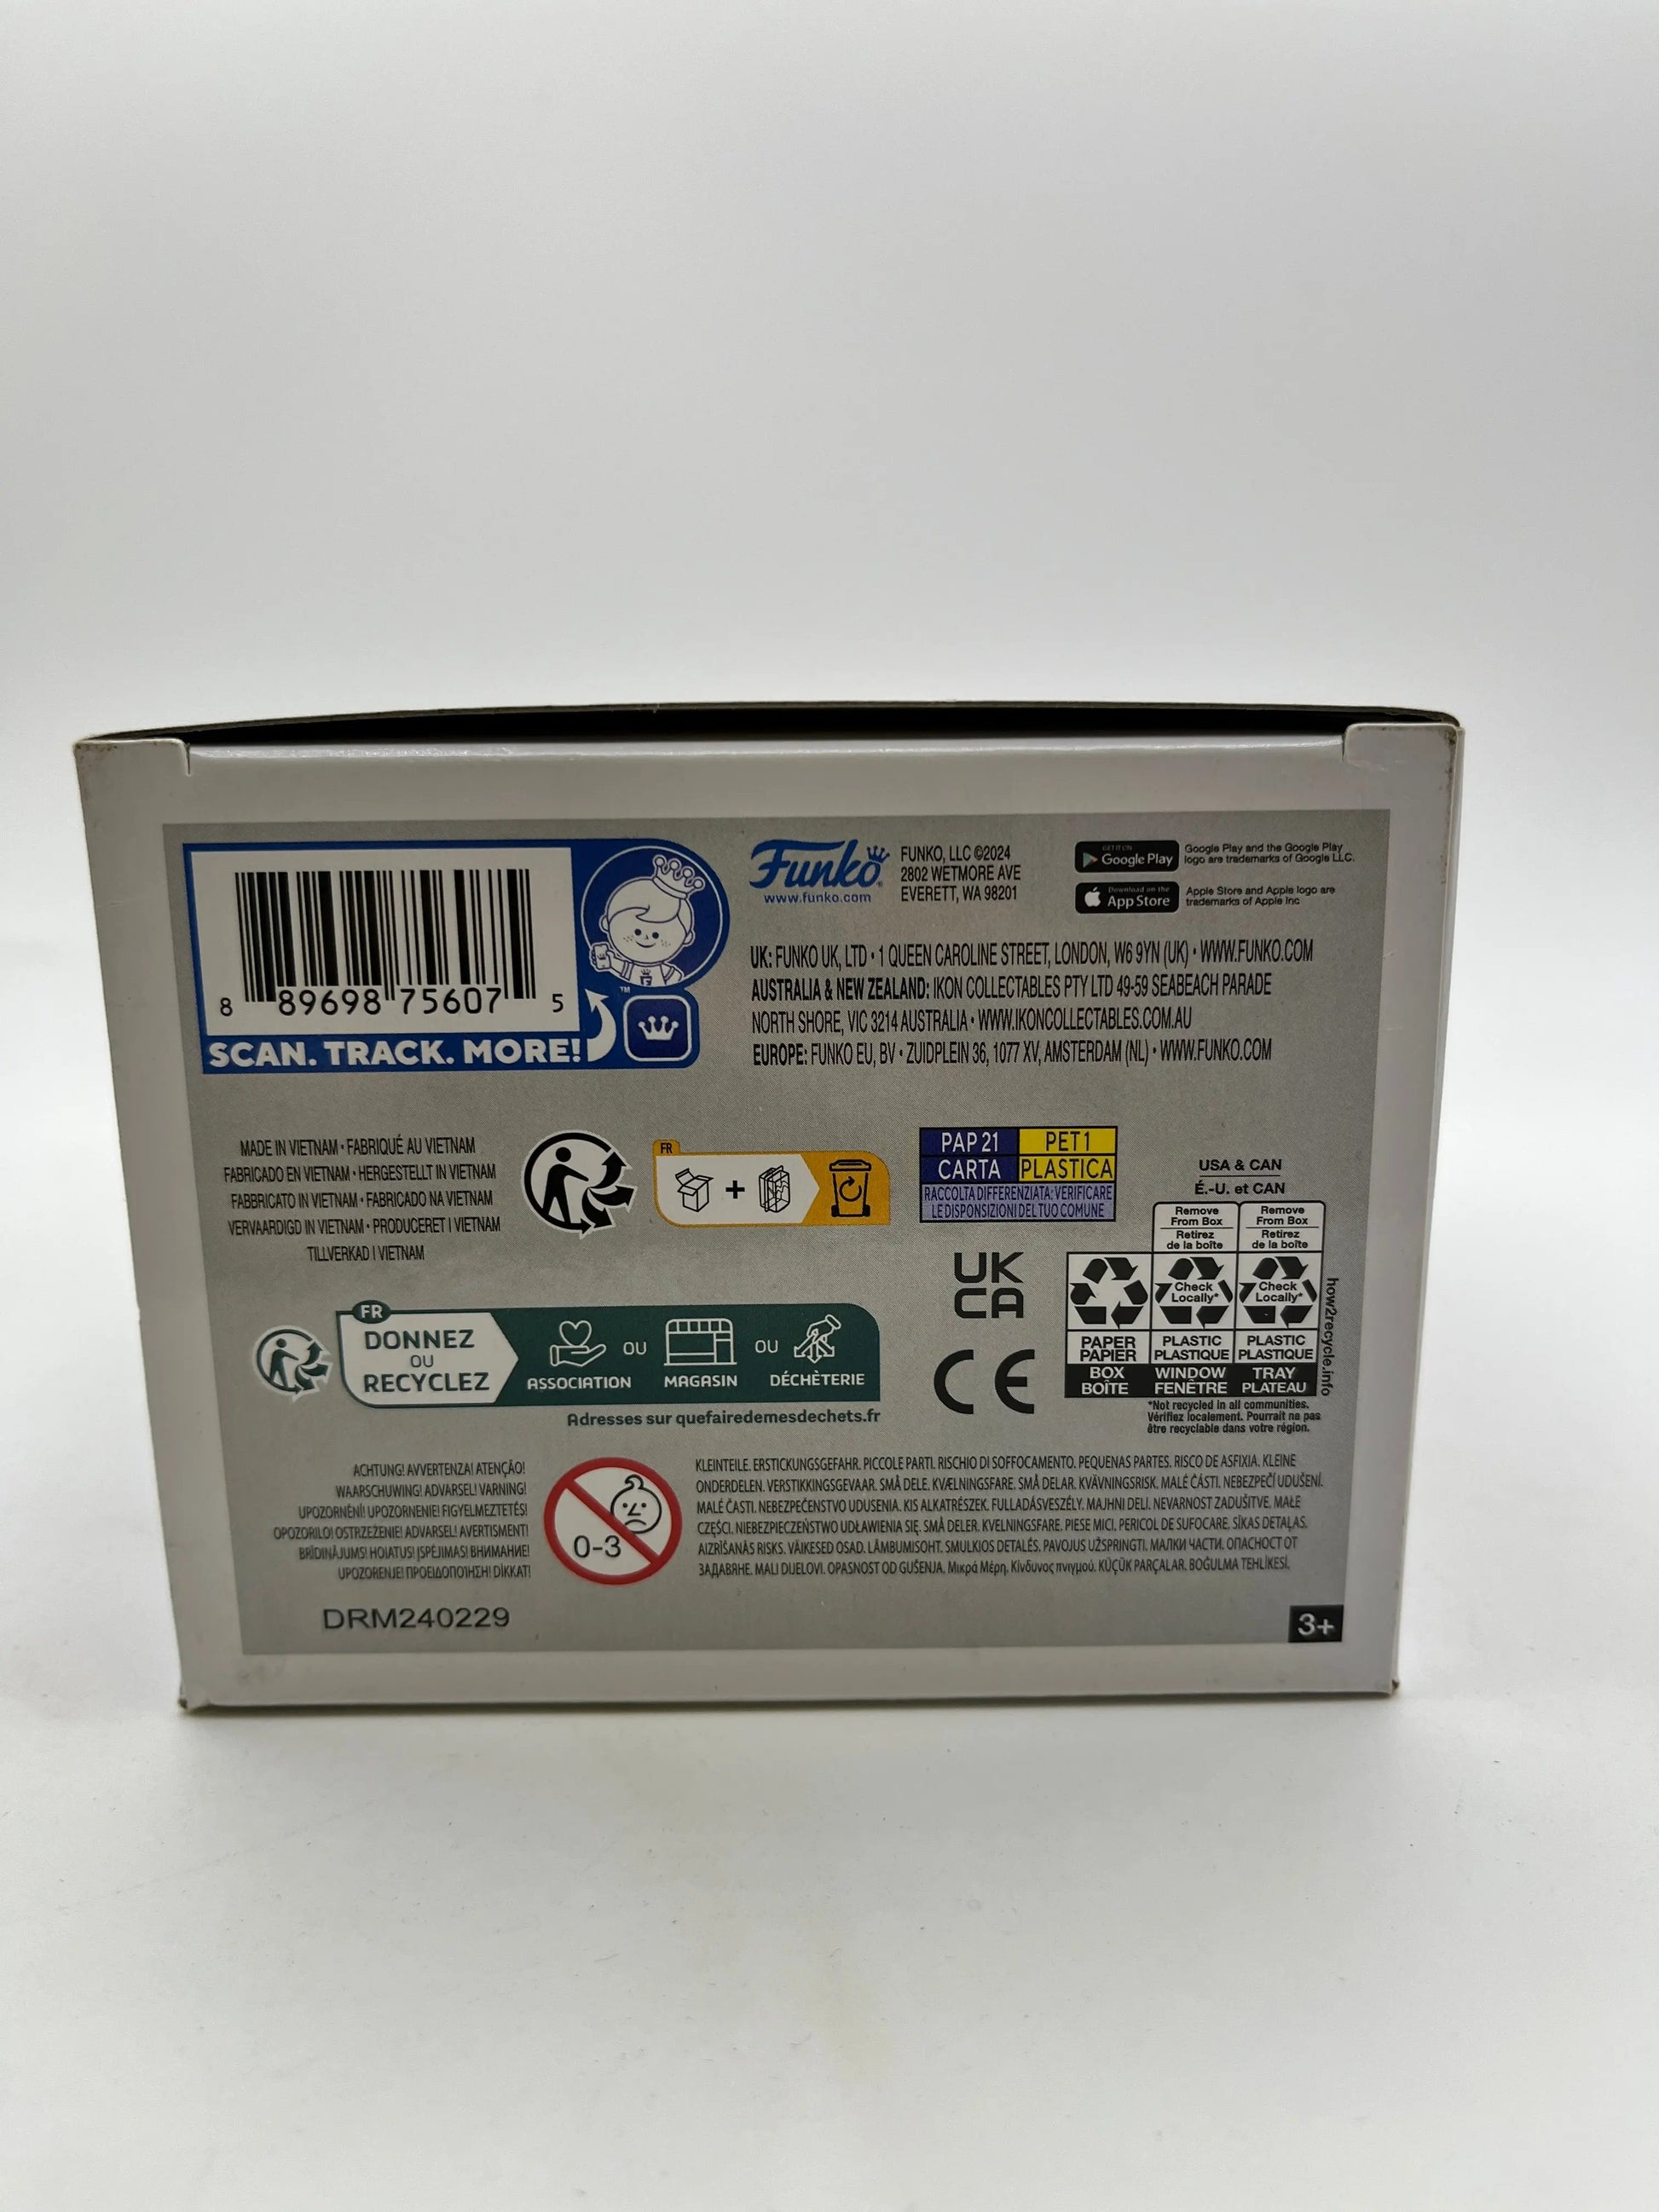 8 89698 75607 5
SCAN. TRACK. MORE!
™
Funko
www.funko.com
FUNKO, LLC ©2024
2802 WETMORE AVE
EVERETT, WA 98201
GET IT ON
Google Play
Google Play and the Google Play
logo are trademarks of Google LLC.
Download on the
App Store
Apple Store and Apple logo are
trademarks of Apple Inc
UK: FUNKO UK, LTD • 1 QUEEN CAROLINE STREET, LONDON, W6 9YN (UK) • WWW.FUNKO.COM
AUSTRALIA & NEW ZEALAND: IKON COLLECTABLES PTY LTD 49-59 SEABEACH PARADE
NORTH SHORE, VIC 3214 AUSTRALIA • WWW.IKONCOLLECTABLES.COM.AU
EUROPE: FUNKO EU, BV • ZUIDPLEIN 36, 1077 XV, AMSTERDAM (NL) • WWW.FUNKO.COM
MADE IN VIETNAM • FABRIQUÉ AU VIETNAM
FABRICADO EN VIETNAM • HERGESTELLT IN VIETNAM
FABBRICATO IN VIETNAM • FABRICADO NA VIETNAM
VERVAARDIGD IN VIETNAM • PRODUCERET I VIETNAM
TILLVERKAD I VIETNAM
FR
+
PAP 21 PET 1
CARTA PLASTICA
RACCOLTA DIFFERENZIATA: VERIFICARE
LE DISPOSIZIONI DEL TUO COMUNE
USA & CAN
É.-U. et CAN
Remove From Box
Retirez de la boîte
Remove From Box
Retirez de la boîte
Check Locally*
Check Locally*
PAPER PAPIER
PLASTIC PLASTIQUE
PLASTIC PLASTIQUE
BOX BOÎTE
WINDOW FENÊTRE
TRAY PLATEAU
how2recycle.info
*Not recycled in all communities.
Vérifiez localement. Pourrait ne pas
être recyclable dans votre région.
UK
CA
CE
FR
DONNEZ
OU
RECYCLEZ
ASSOCIATION OU MAGASIN OU DÉCHÈTERIE
Adresses sur quefairedemesdechets.fr
ACHTUNG! AVVERTENZA! ATENÇÃO!
WAARSCHUWING! ADVARSEL! VARNING!
UPOZORNĚNÍ! UPOZORNENIE! FIGYELMEZTETÉS!
OPOZORILO! OSTRZEŻENIE! ADVARSEL! AVERTISMENT!
BRĪDINĀJUMS! HOIATUS! ĮSPĖJIMAS! ВНИМАНИЕ!
UPOZORENJE! ΠΡΟΕΙΔΟΠΟΙΗΣΗ! DİKKAT!
0-3
KLEINTEILE. ERSTICKUNGSGEFAHR. PICCOLE PARTI. RISCHIO DI SOFFOCAMENTO. PEQUENAS PARTES. RISCO DE ASFIXIA. KLEINE
ONDERDELEN. VERSTIKKINGSGEVAAR. SMÅ DELE. KVÆLNINGSFARE. SMÅ DELAR. KVÄVNINGSRISK. MALÉ ČÁSTI. NEBEZPEČÍ UDUŠENÍ.
MALÉ ČASTI. NEBEZPEČENSTVO UDUSENIA. KIS ALKATRÉSZEK. FULLADÁSVESZÉLY. MAJHNI DELI. NEVARNOST ZADUŠITVE. MAŁE
CZĘŚCI. NIEBEZPIECZEŃSTWO UDŁAWIENIA SIĘ. SMÅ DELER. KVELNINGSFARE. PIESE MICI. PERICOL DE SUFOCARE. SĪKAS DETAĻAS.
AIZRĪŠANĀS RISKS. VÄIKESED OSAD. LÄMBUMISOHT. SMULKIOS DETALĖS. PAVOJUS UŽSPRINGTI. МАЛКИ ЧАСТИ. ОПАСНОСТ ОТ
ЗАДАВЯНЕ. MALI DIJELOVI. OPASNOST OD GUŠENJA. Μικρά Μέρη. Κίνδυνος πνιγμού. KÜÇÜK PARÇALAR. BOĞULMA TEHLİKESİ.
DRM240229
3+